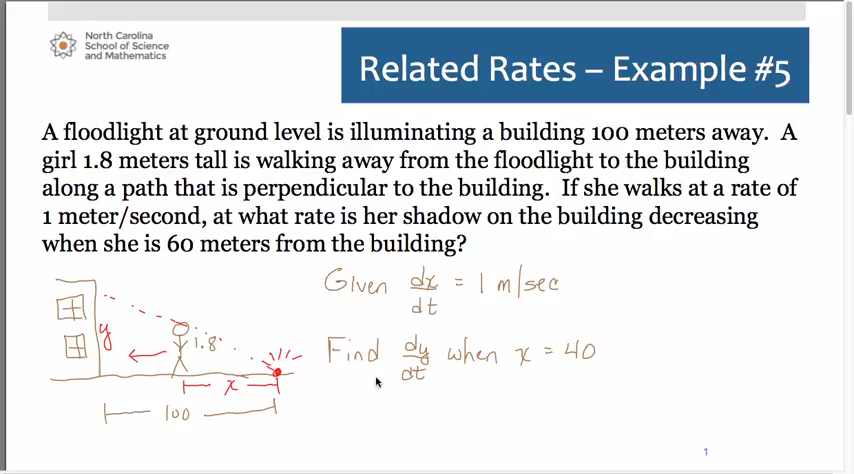 North Carolina
School of Science
and Mathematics
Related Rates – Example #5
A floodlight at ground level is illuminating a building 100 meters away. A
girl 1.8 meters tall is walking away from the floodlight to the building
along a path that is perpendicular to the building. If she walks at a rate of
1 meter/second, at what rate is her shadow on the building decreasing
when she is 60 meters from the building?
Given dx/dt = 1 m/sec
y
1.8
Find dy/dt when x = 40
x
100
1